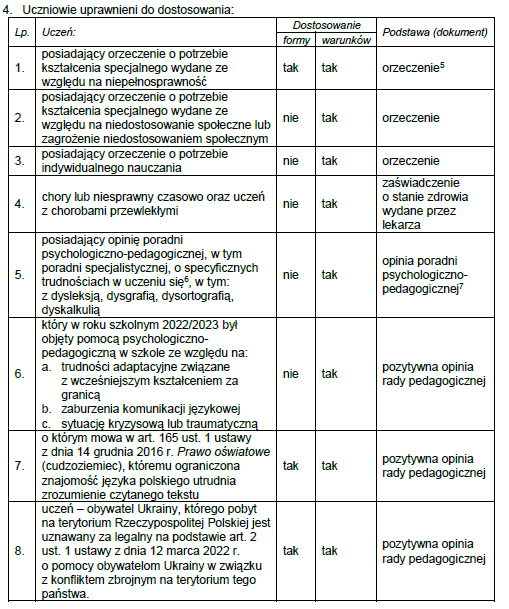 4. Uczniowie uprawnieni do dostosowania:
Lp. Uczeń: Dostosowanie Podstawa (dokument)
formy warunków
1. posiadający orzeczenie o potrzebie
kształcenia specjalnego wydane ze
względu na niepełnosprawność
tak tak orzeczenie⁵
2. posiadający orzeczenie o potrzebie
kształcenia specjalnego wydane ze
względu na niedostosowanie społeczne lub
zagrożenie niedostosowaniem społecznym
nie tak orzeczenie
3. posiadający orzeczenie o potrzebie
indywidualnego nauczania
nie tak orzeczenie
4. chory lub niesprawny czasowo oraz uczeń
z chorobami przewlekłymi
nie tak zaświadczenie
o stanie zdrowia
wydane przez
lekarza
5. posiadający opinię poradni
psychologiczno-pedagogicznej, w tym
poradni specjalistycznej, o specyficznych
trudnościach w uczeniu się⁶, w tym:
z dysleksją, dysgrafią, dysortografią,
dyskalkulią
nie tak opinia poradni
psychologiczno-
pedagogicznej⁷
6. który w roku szkolnym 2022/2023 był
objęty pomocą psychologiczno-
pedagogiczną w szkole ze względu na:
a. trudności adaptacyjne związane
z wcześniejszym kształceniem za
granicą
b. zaburzenia komunikacji językowej
c. sytuację kryzysową lub traumatyczną
nie tak pozytywna opinia
rady pedagogicznej
7. o którym mowa w art. 165 ust. 1 ustawy
z dnia 14 grudnia 2016 r. Prawo oświatowe
(cudzoziemiec), któremu ograniczona
znajomość języka polskiego utrudnia
zrozumienie czytanego tekstu
tak tak pozytywna opinia
rady pedagogicznej
8. uczeń – obywatel Ukrainy, którego pobyt
na terytorium Rzeczypospolitej Polskiej jest
uznawany za legalny na podstawie art. 2
ust. 1 ustawy z dnia 12 marca 2022 r.
o pomocy obywatelom Ukrainy w związku
z konfliktem zbrojnym na terytorium tego
państwa.
tak tak pozytywna opinia
rady pedagogicznej